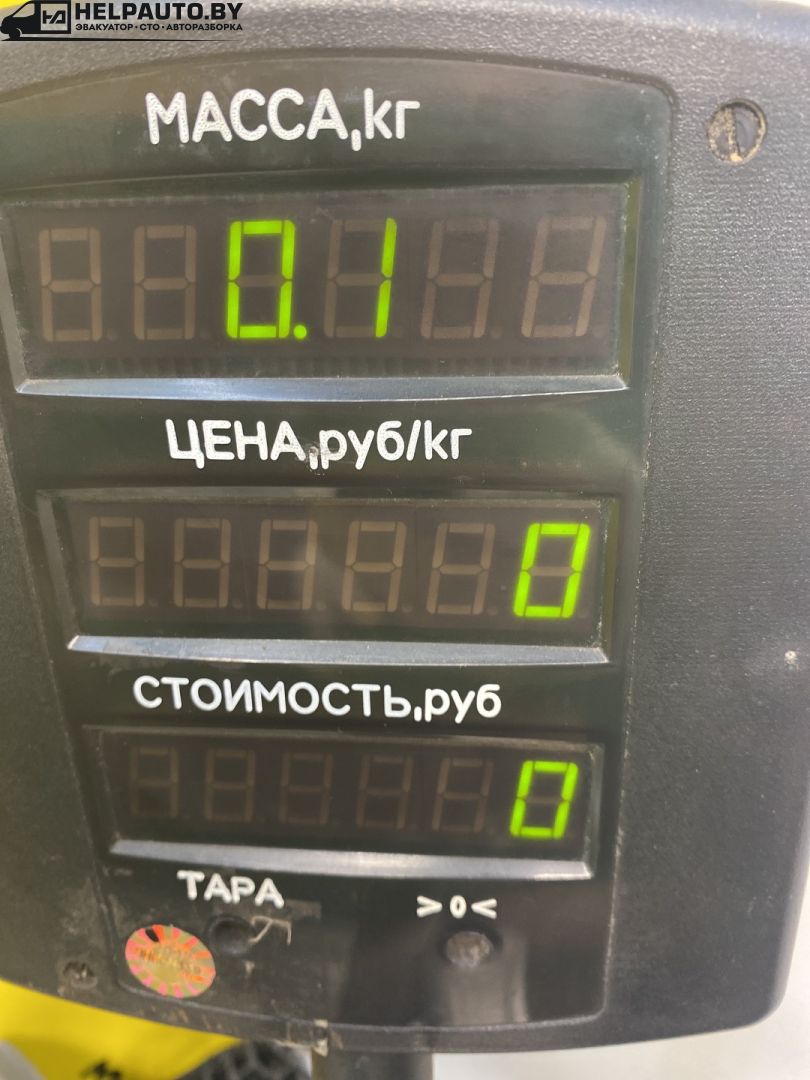 HELPAUTO.BY
ЭВАКУАТОР•СТО•АВТОРАЗБОРКА
МАССА,кг
0.1
ЦЕНА,руб/кг
0
СТОИМОСТЬ,руб
0
ТАРА >0<